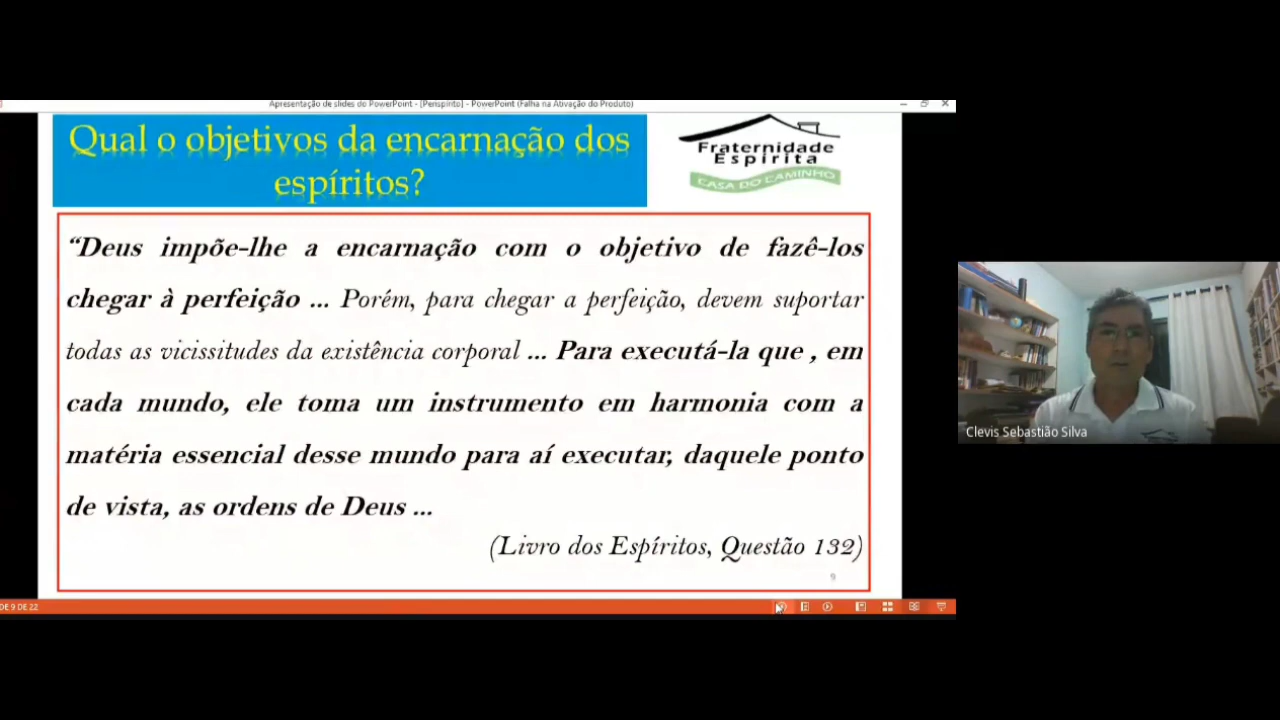 Apresentação de slides do PowerPoint - [Perispírito] - PowerPoint (Falha na Ativação do Produto)
Qual o objetivos da encarnação dos
espíritos?
Fraternidade
Espírita
CASA DO CAMINHO
“Deus impõe-lhe a encarnação com o objetivo de fazê-los
chegar à perfeição ... Porém, para chegar a perfeição, devem suportar
todas as vicissitudes da existência corporal ... Para executá-la que , em
cada mundo, ele toma um instrumento em harmonia com a
matéria essencial desse mundo para aí executar, daquele ponto
de vista, as ordens de Deus ...
(Livro dos Espíritos, Questão 132)
9
DE 9 DE 22
Clevis Sebastião Silva